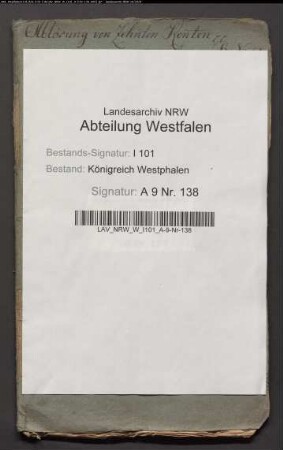 Ablösung von Zehnten Renten
Landesarchiv NRW
Abteilung Westfalen
Bestands-Signatur: I 101
Bestand: Königreich Westphalen
Signatur: A 9 Nr. 138
LAV_NRW_W_I101_A-9-Nr-138